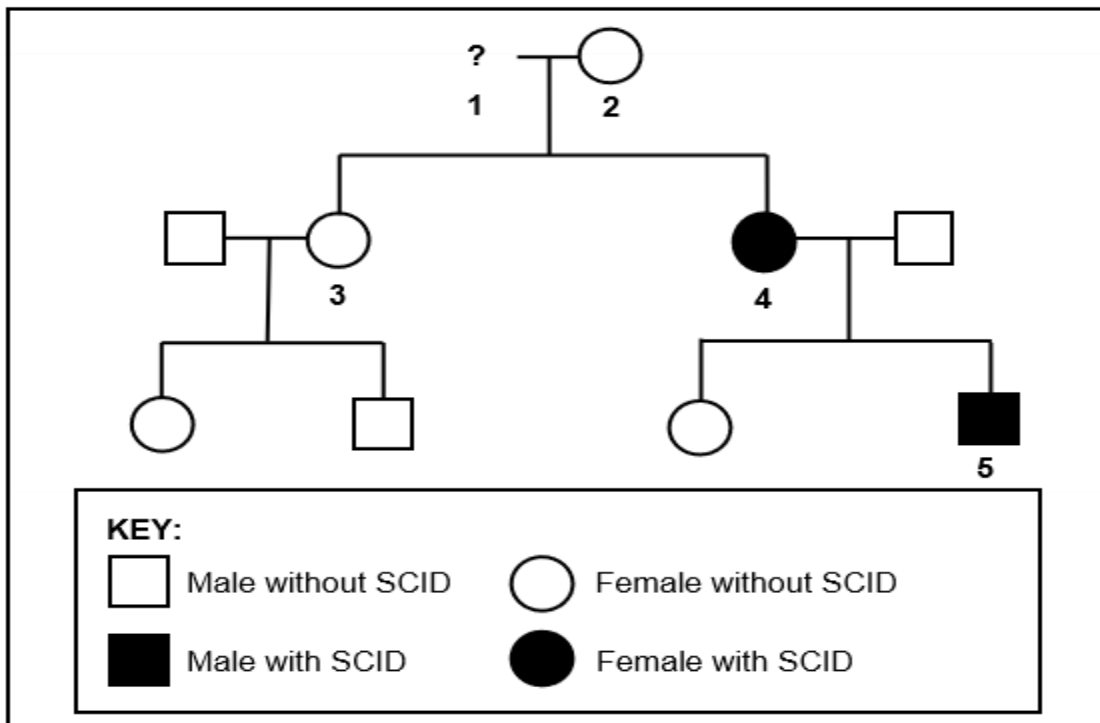 ?
1
2
3
4
5
KEY:
Male without SCID
Female without SCID
Male with SCID
Female with SCID